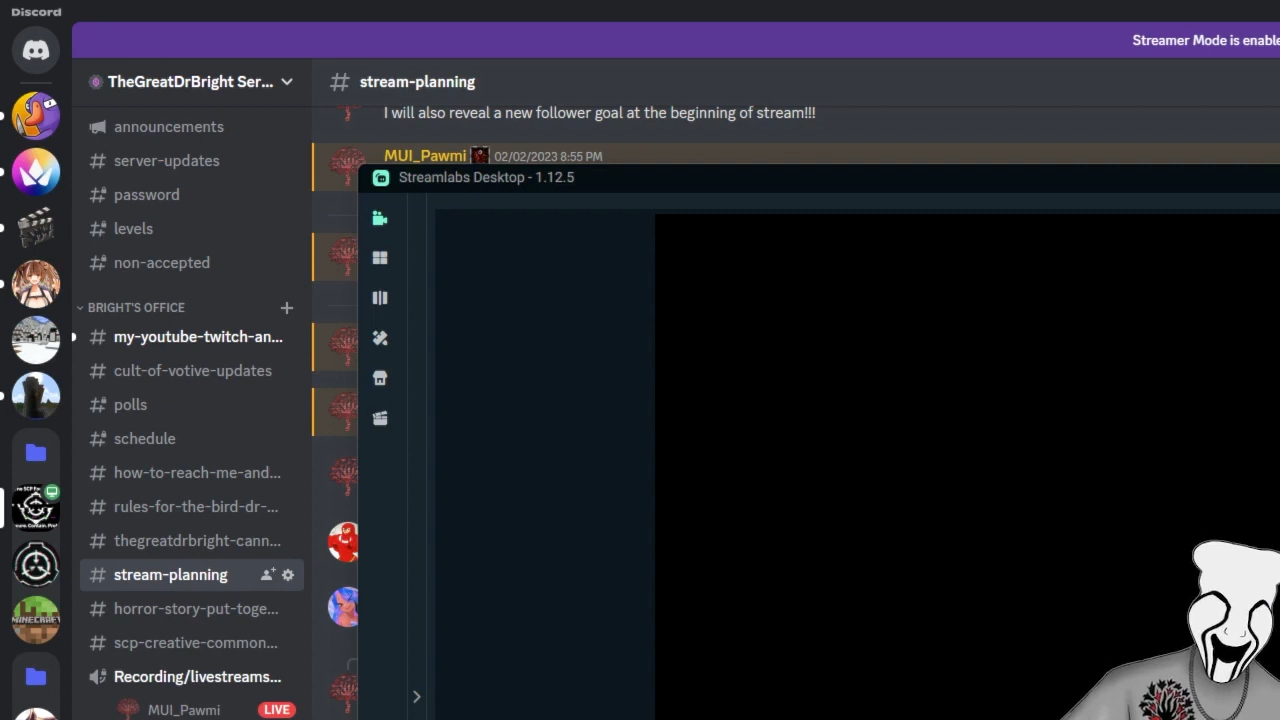 Discord
Streamer Mode is enable
TheGreatDrBright Ser...
stream-planning
announcements
server-updates
password
levels
non-accepted
BRIGHT'S OFFICE
my-youtube-twitch-an...
cult-of-votive-updates
polls
schedule
how-to-reach-me-and...
rules-for-the-bird-dr-...
thegreatdrbright-cann...
stream-planning
horror-story-put-toge...
scp-creative-common...
Recording/livestreams...
MUI_Pawmi
LIVE
I will also reveal a new follower goal at the beginning of stream!!!
MUI_Pawmi 02/02/2023 8:55 PM
Streamlabs Desktop - 1.12.5
MINECRAFT